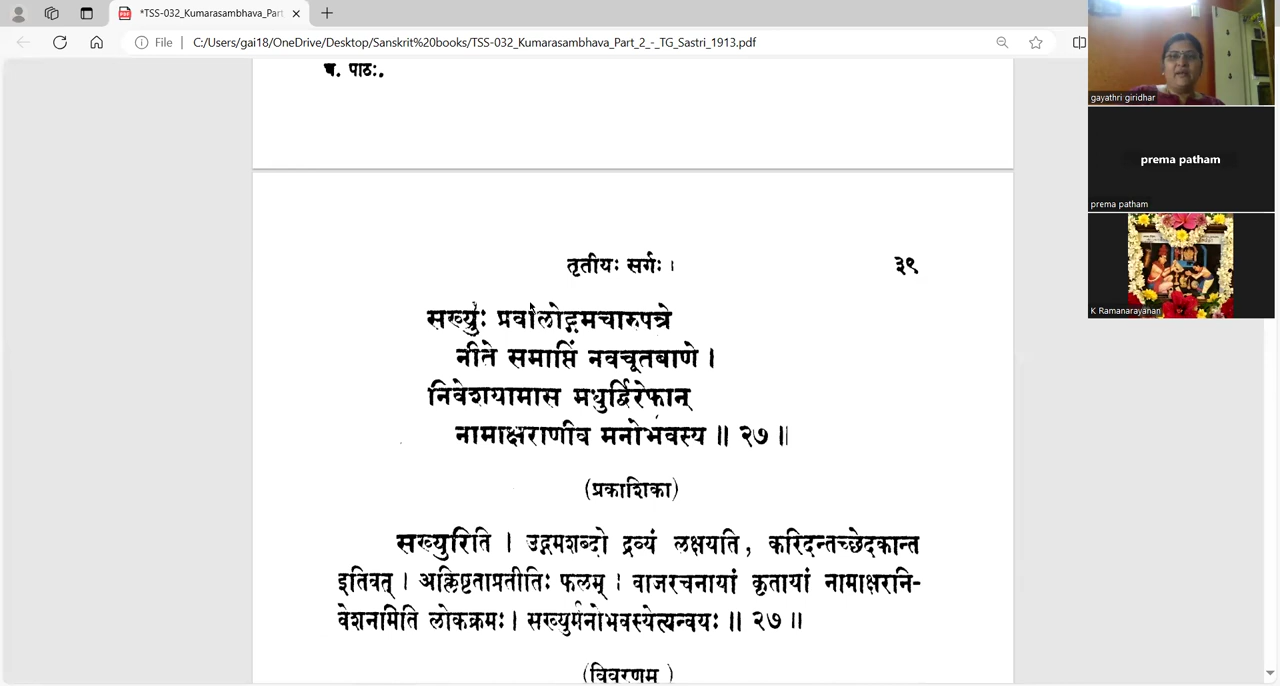 *TSS-032_Kumarasambhava_Part
File
C:/Users/gai18/OneDrive/Desktop/Sanskrit%20books/TSS-032_Kumarasambhava_Part_2_-_TG_Sastri_1913.pdf
च. पाठः.
तृतीयः सर्गः । ३९
सख्युः प्रवालोद्गमचारुपत्रे
नीते समाप्तिं नवचूतबाणे ।
निवेशयामास मधुर्द्विरेफान्
नामाक्षराणीव मनोभवस्य ॥ २७ ॥
(प्रकाशिका)
सख्युरिति । उद्गमशब्दो द्रव्यं लक्षयति, करिदन्तच्छेदकान्त
इतिवत् । अक्लिष्टताप्रतीतिः फलम् । वाजरचनायां कृतायां नामाक्षरनि-
वेशनमिति लोकक्रमः । सख्युर्मनोभवस्येत्यन्वयः ॥ २७ ॥
(विवरणम्)
gayathri giridhar
prema patham
prema patham
K Ramanarayanan